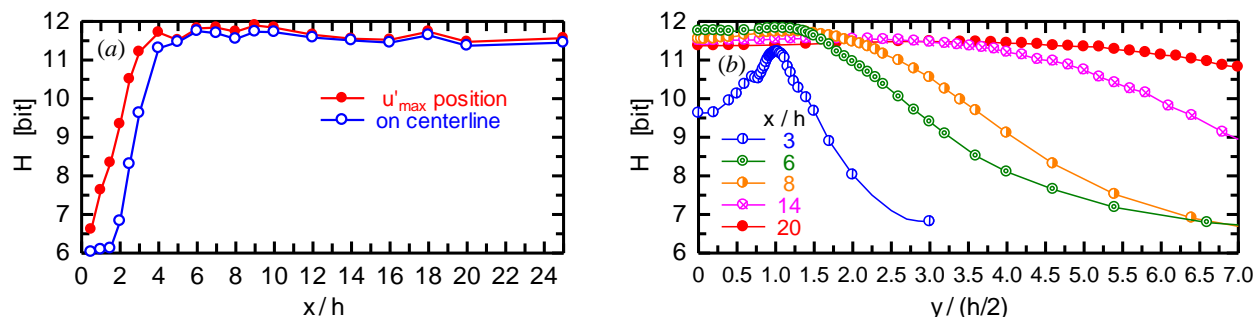 12
11
10
9
8
7
6
H [bit]
(a)
u'max position
on centerline
0 2 4 6 8 10 12 14 16 18 20 22 24
x / h
12
11
10
9
8
7
6
H [bit]
(b)
x / h
3
6
8
14
20
0 0.5 1.0 1.5 2.0 2.5 3.0 3.5 4.0 4.5 5.0 5.5 6.0 6.5 7.0
y / (h/2)